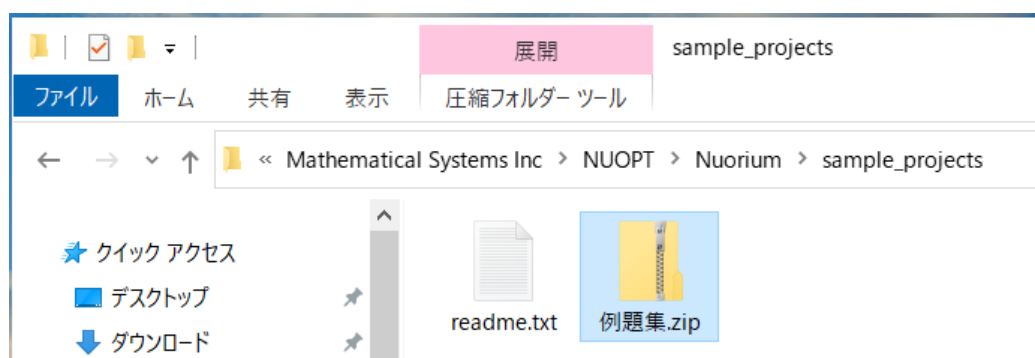 展開 sample_projects
ファイル ホーム 共有 表示 圧縮フォルダー ツール
« Mathematical Systems Inc > NUOPT > Nuorium > sample_projects
クイック アクセス
デスクトップ
ダウンロード
readme.txt 例題集.zip